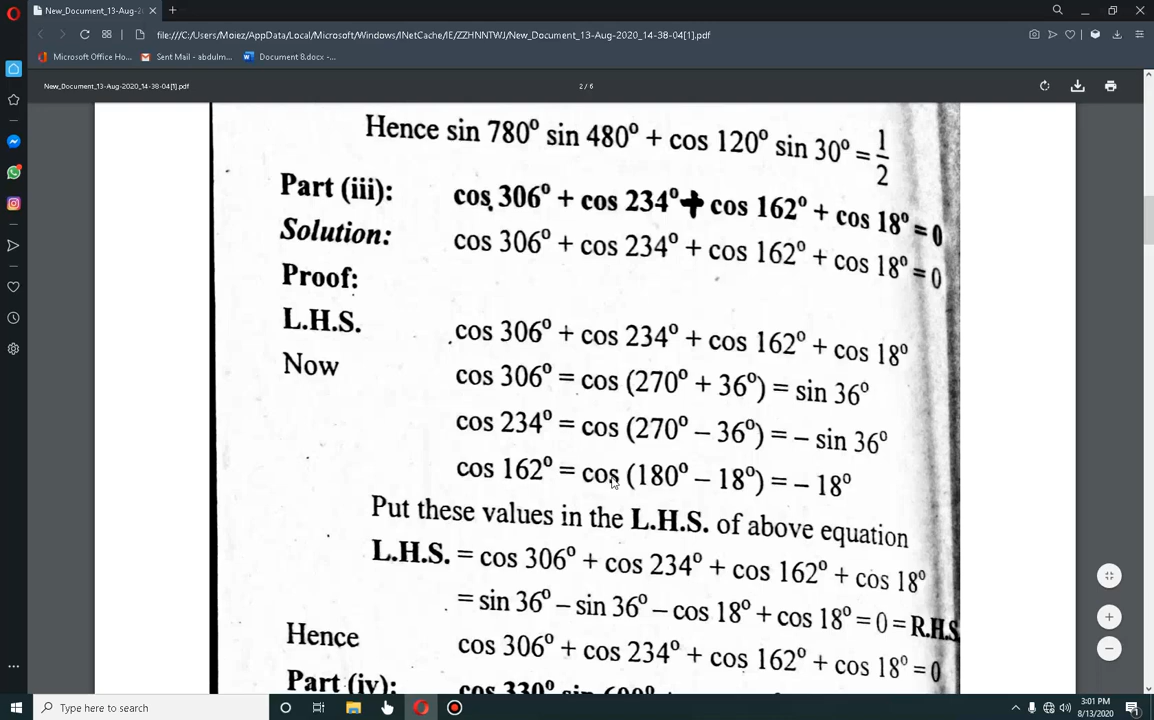 New_Document_13-Aug-2(
file:///C:/Users/Moiez/AppData/Local/Microsoft/Windows/INetCache/IE/ZZHNNTWJ/New_Document_13-Aug-2020_14-38-04[1].pdf
Microsoft Office Ho... Sent Mail - abdulm... Document 8.docx -...
New_Document_13-Aug-2020_14-38-04[1].pdf 2 / 6
Hence sin 780° sin 480° + cos 120° sin 30° = 1/2
Part (iii): cos 306° + cos 234° + cos 162° + cos 18° = 0
Solution: cos 306° + cos 234° + cos 162° + cos 18° = 0
Proof:
L.H.S. cos 306° + cos 234° + cos 162° + cos 18°
Now cos 306° = cos (270° + 36°) = sin 36°
cos 234° = cos (270° – 36°) = – sin 36°
cos 162° = cos (180° – 18°) = – 18°
Put these values in the L.H.S. of above equation
L.H.S. = cos 306° + cos 234° + cos 162° + cos 18°
= sin 36° – sin 36° – cos 18° + cos 18° = 0 = R.H.S.
Hence cos 306° + cos 234° + cos 162° + cos 18° = 0
Part (iv): cos 330° sin 600°
Type here to search
3:01 PM
8/13/2020